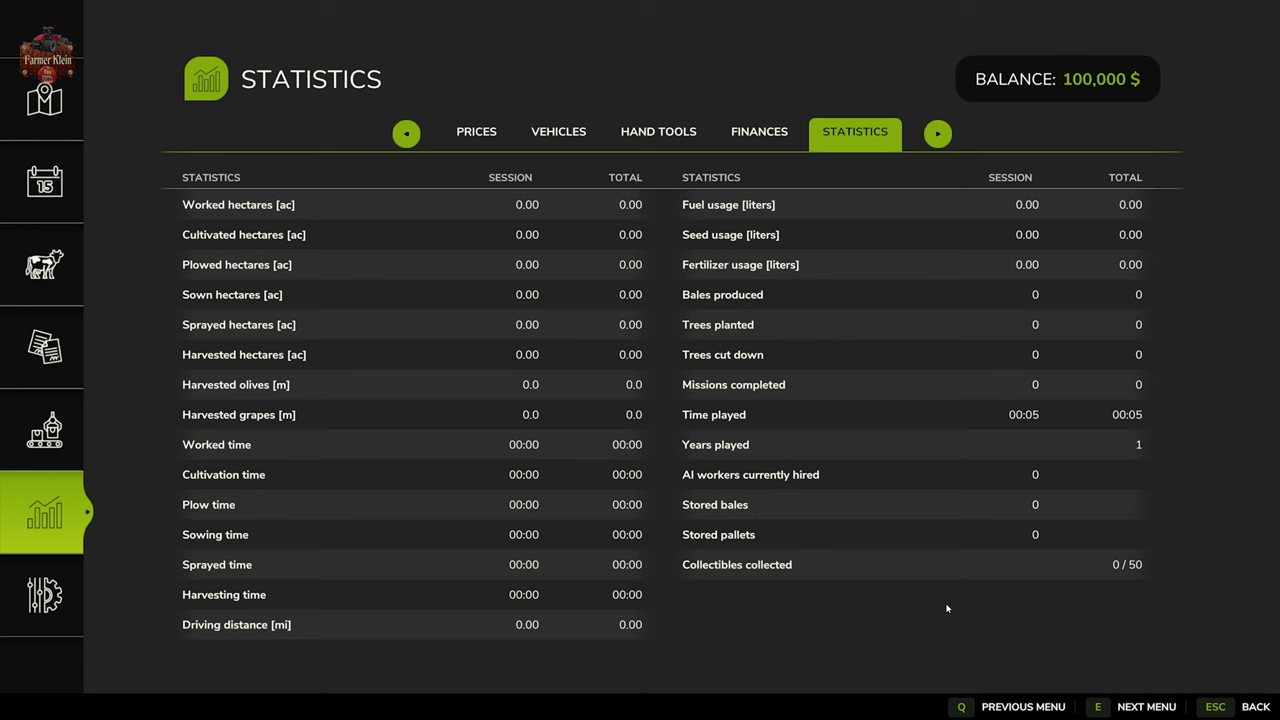 Farmer Klein
STATISTICS
BALANCE: 100,000 $
PRICES VEHICLES HAND TOOLS FINANCES STATISTICS
STATISTICS SESSION TOTAL
Worked hectares [ac] 0.00 0.00
Cultivated hectares [ac] 0.00 0.00
Plowed hectares [ac] 0.00 0.00
Sown hectares [ac] 0.00 0.00
Sprayed hectares [ac] 0.00 0.00
Harvested hectares [ac] 0.00 0.00
Harvested olives [m] 0.0 0.0
Harvested grapes [m] 0.0 0.0
Worked time 00:00 00:00
Cultivation time 00:00 00:00
Plow time 00:00 00:00
Sowing time 00:00 00:00
Sprayed time 00:00 00:00
Harvesting time 00:00 00:00
Driving distance [mi] 0.00 0.00
STATISTICS SESSION TOTAL
Fuel usage [liters] 0.00 0.00
Seed usage [liters] 0.00 0.00
Fertilizer usage [liters] 0.00 0.00
Bales produced 0 0
Trees planted 0 0
Trees cut down 0 0
Missions completed 0 0
Time played 00:05 00:05
Years played 1
AI workers currently hired 0
Stored bales 0
Stored pallets 0
Collectibles collected 0 / 50
15
Q PREVIOUS MENU E NEXT MENU ESC BACK